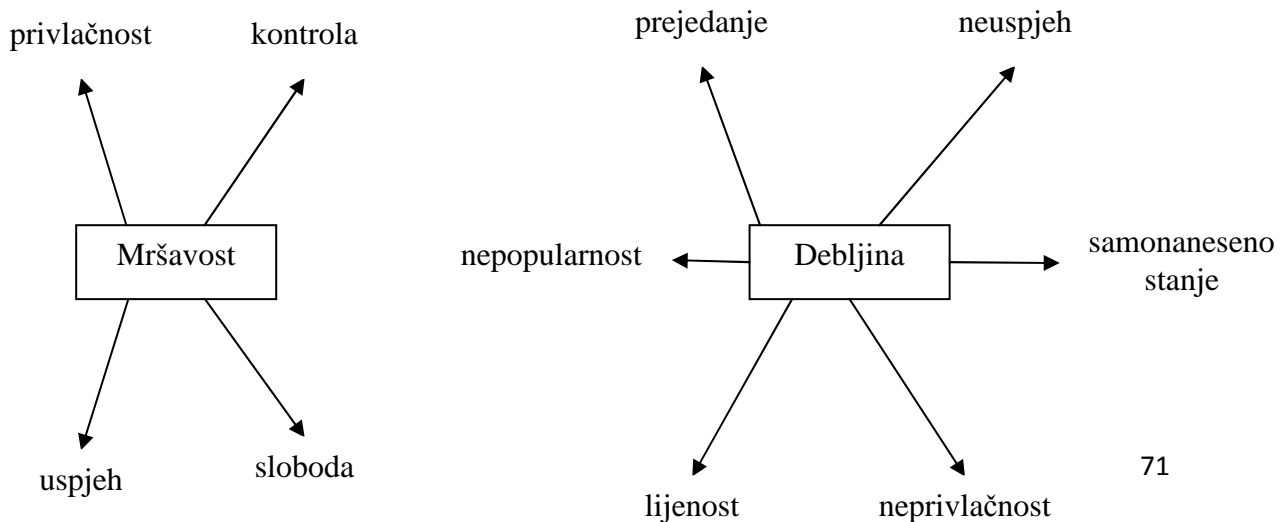 privlačnost
kontrola
Mršavost
uspjeh
sloboda
prejedanje
neuspjeh
nepopularnost
Debljina
samonaneseno
stanje
lijenost
neprivlačnost
71